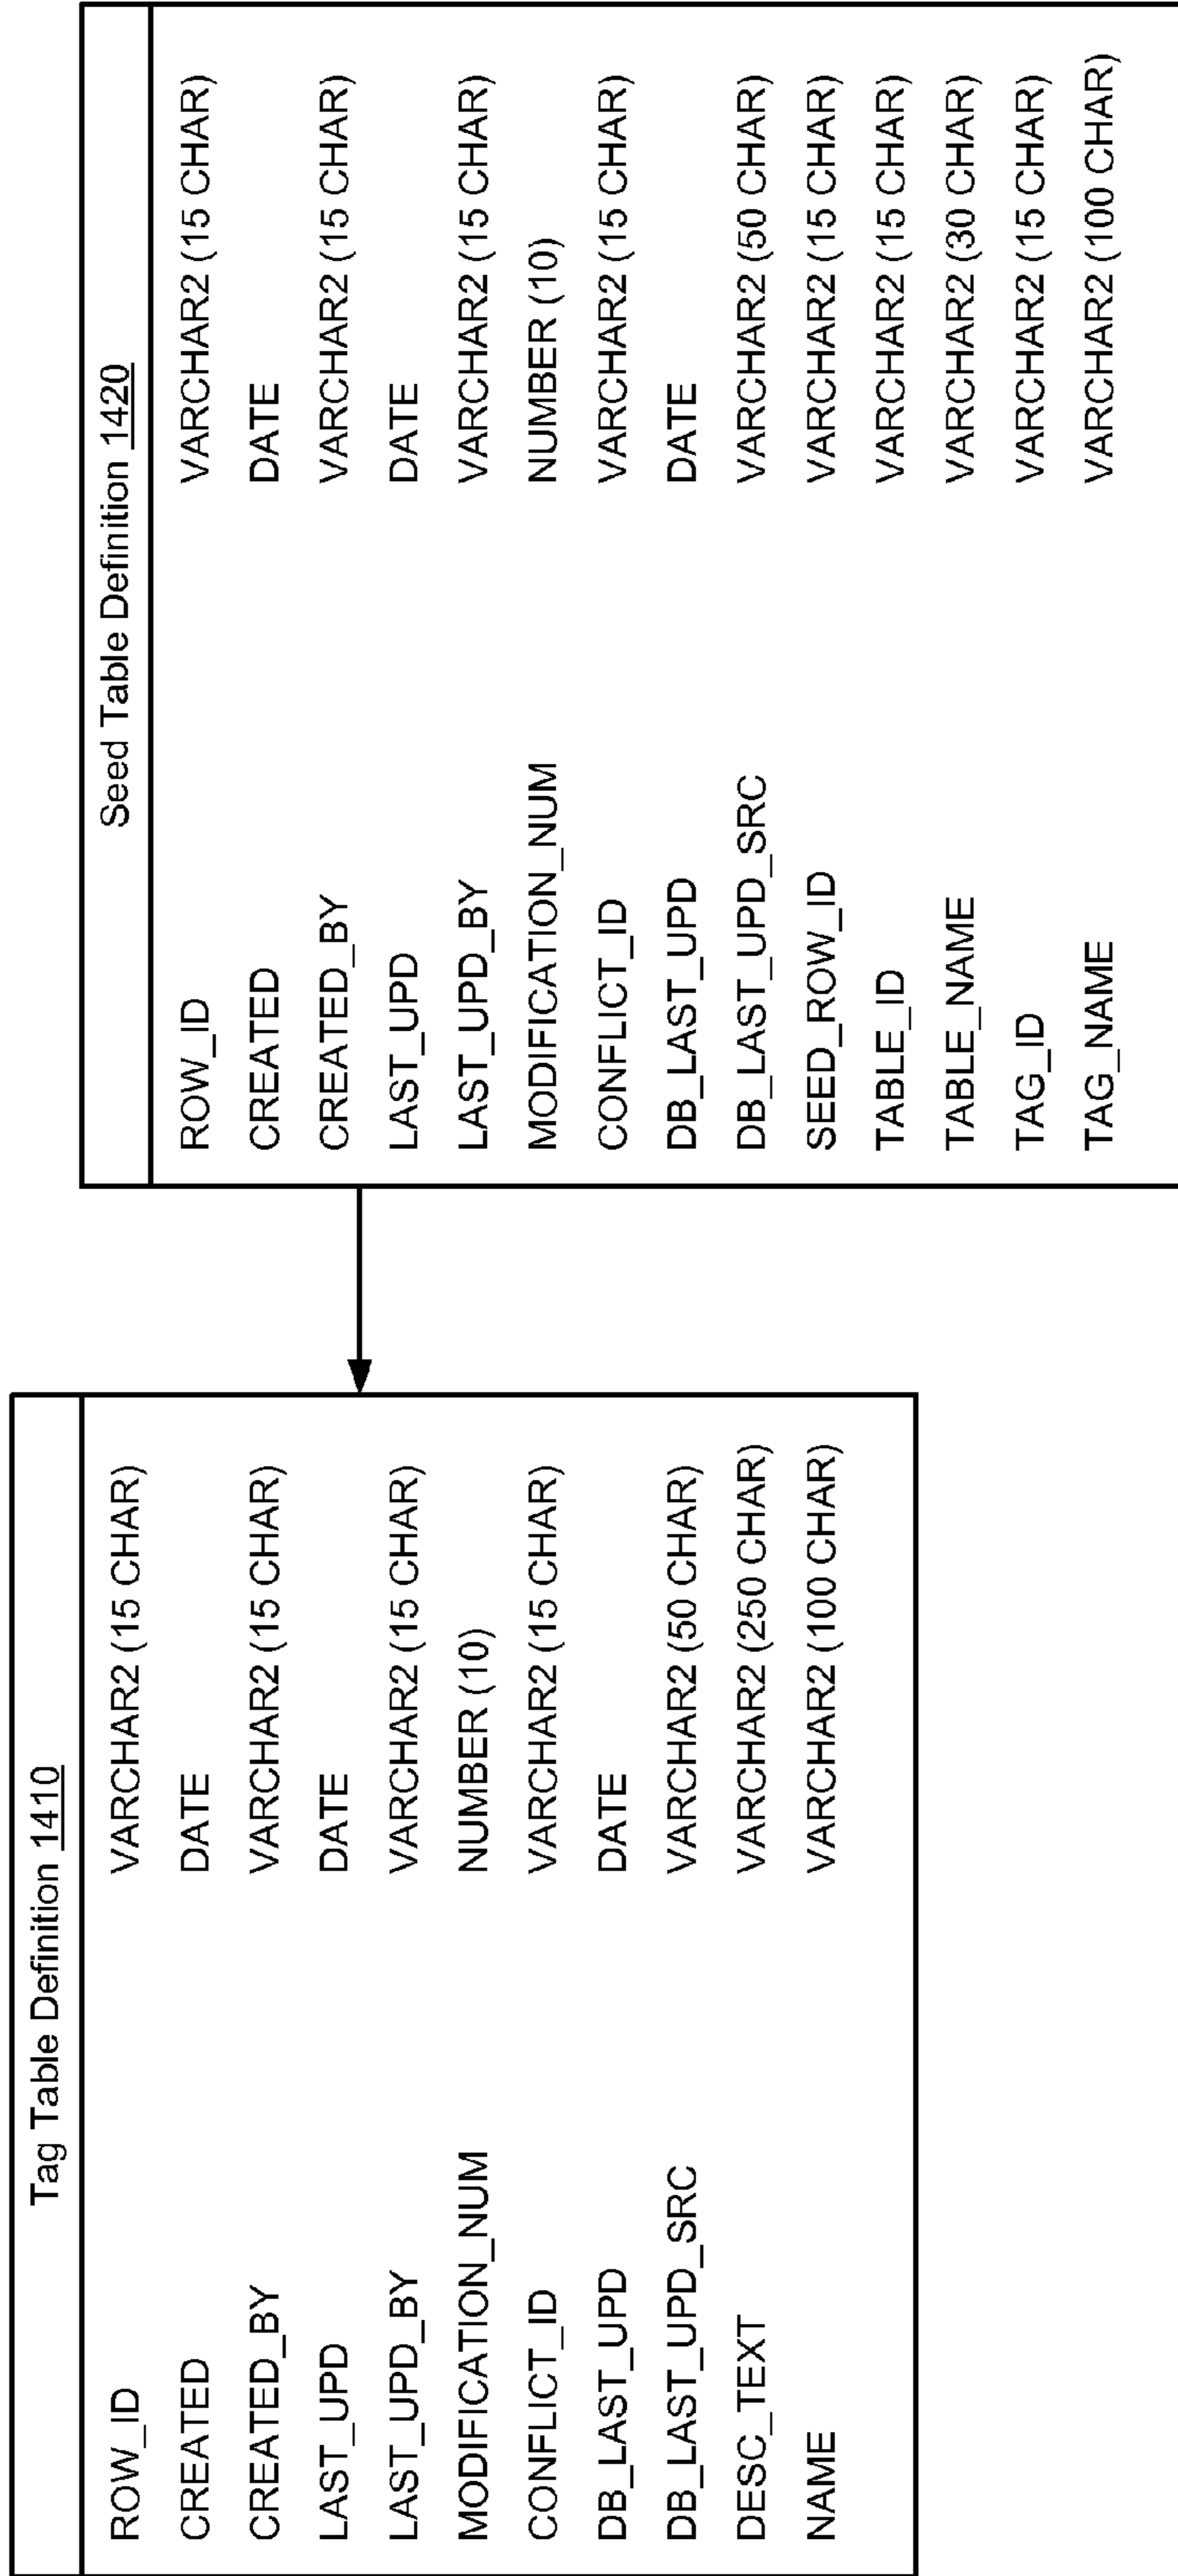 Tag Table Definition 1410
ROW_ID VARCHAR2 (15 CHAR)
CREATED DATE
CREATED_BY VARCHAR2 (15 CHAR)
LAST_UPD DATE
LAST_UPD_BY VARCHAR2 (15 CHAR)
MODIFICATION_NUM NUMBER (10)
CONFLICT_ID VARCHAR2 (15 CHAR)
DB_LAST_UPD DATE
DB_LAST_UPD_SRC VARCHAR2 (50 CHAR)
DESC_TEXT VARCHAR2 (250 CHAR)
NAME VARCHAR2 (100 CHAR)
Seed Table Definition 1420
ROW_ID VARCHAR2 (15 CHAR)
CREATED DATE
CREATED_BY VARCHAR2 (15 CHAR)
LAST_UPD DATE
LAST_UPD_BY VARCHAR2 (15 CHAR)
MODIFICATION_NUM NUMBER (10)
CONFLICT_ID VARCHAR2 (15 CHAR)
DB_LAST_UPD DATE
DB_LAST_UPD_SRC VARCHAR2 (50 CHAR)
SEED_ROW_ID VARCHAR2 (15 CHAR)
TABLE_ID VARCHAR2 (15 CHAR)
TABLE_NAME VARCHAR2 (30 CHAR)
TAG_ID VARCHAR2 (15 CHAR)
TAG_NAME VARCHAR2 (100 CHAR)